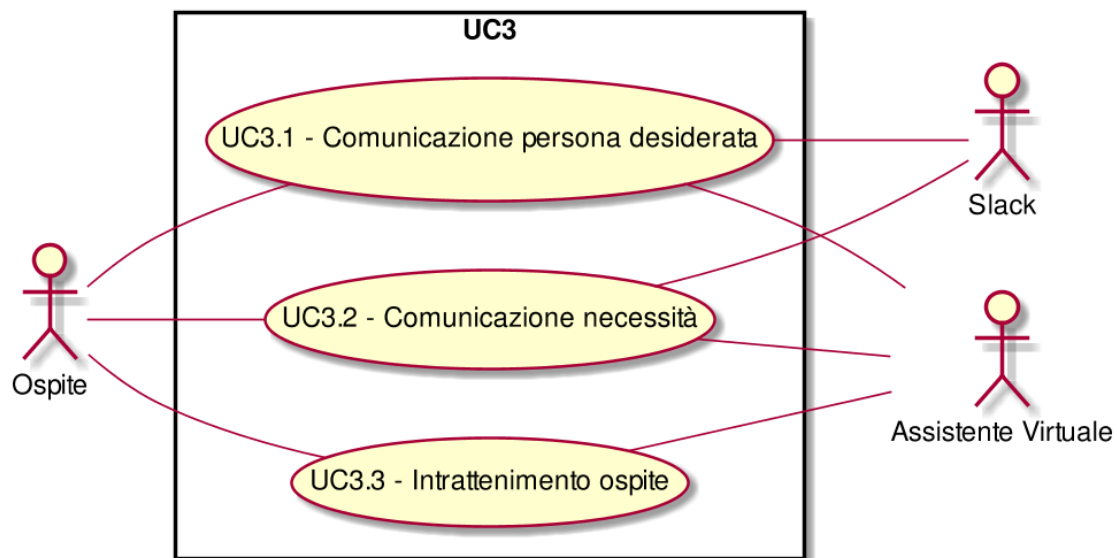 UC3
UC3.1 - Comunicazione persona desiderata
Slack
UC3.2 - Comunicazione necessità
Ospite
Assistente Virtuale
UC3.3 - Intrattenimento ospite